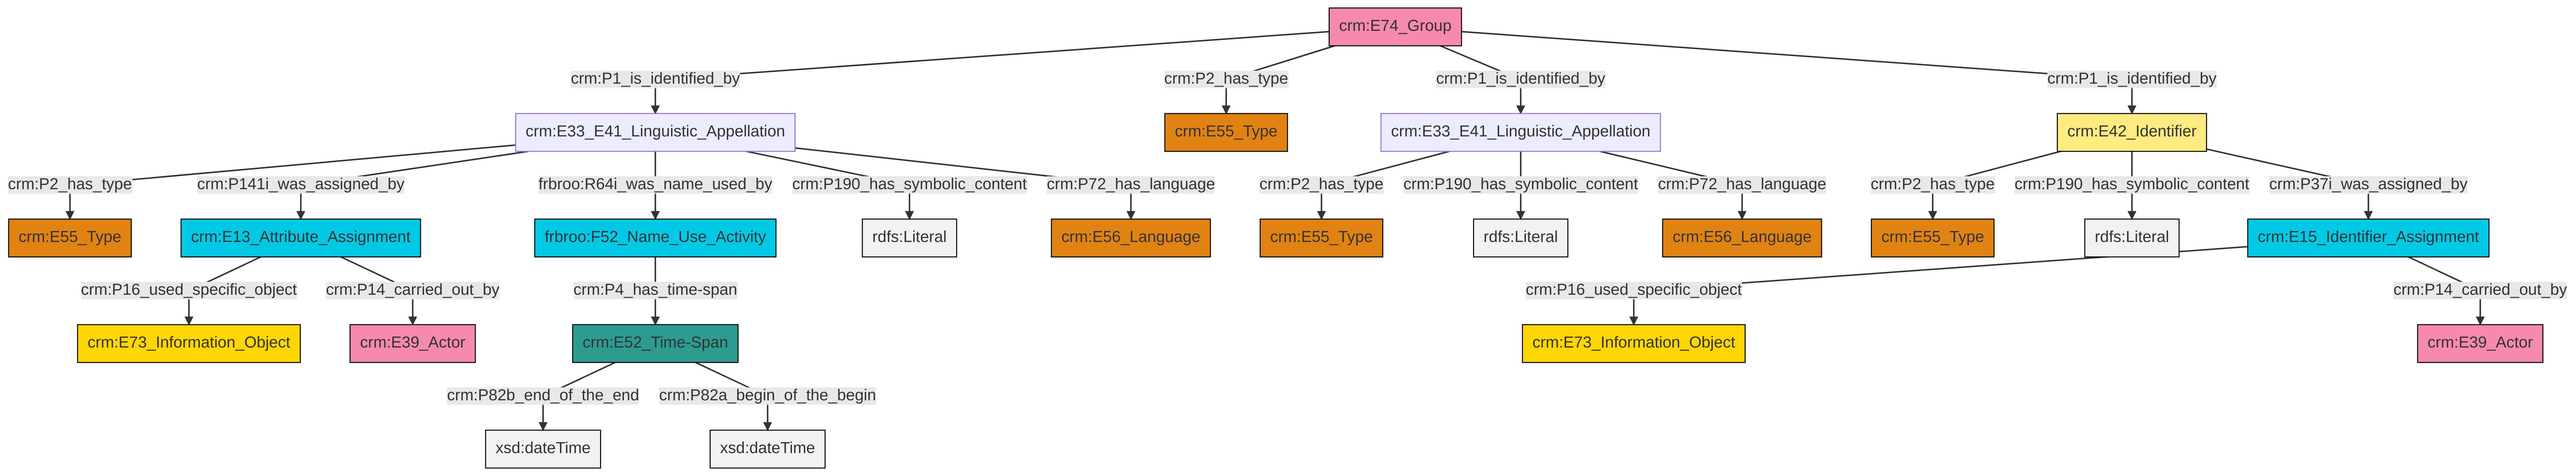 crm:E74_Group
crm:P1_is_identified_by
crm:P2_has_type
crm:P1_is_identified_by
crm:P1_is_identified_by
crm:E33_E41_Linguistic_Appellation
crm:E55_Type
crm:E33_E41_Linguistic_Appellation
crm:E42_Identifier
crm:P2_has_type
crm:P141i_was_assigned_by
frbroo:R64i_was_name_used_by
crm:P190_has_symbolic_content
crm:P72_has_language
crm:P2_has_type
crm:P190_has_symbolic_content
crm:P72_has_language
crm:P2_has_type
crm:P190_has_symbolic_content
crm:P37i_was_assigned_by
crm:E55_Type
crm:E13_Attribute_Assignment
frbroo:F52_Name_Use_Activity
rdfs:Literal
crm:E56_Language
crm:E55_Type
rdfs:Literal
crm:E56_Language
crm:E55_Type
rdfs:Literal
crm:E15_Identifier_Assignment
crm:P16_used_specific_object
crm:P14_carried_out_by
crm:P4_has_time-span
crm:P16_used_specific_object
crm:P14_carried_out_by
crm:E73_Information_Object
crm:E39_Actor
crm:E52_Time-Span
crm:E73_Information_Object
crm:E39_Actor
crm:P82b_end_of_the_end
crm:P82a_begin_of_the_begin
xsd:dateTime
xsd:dateTime